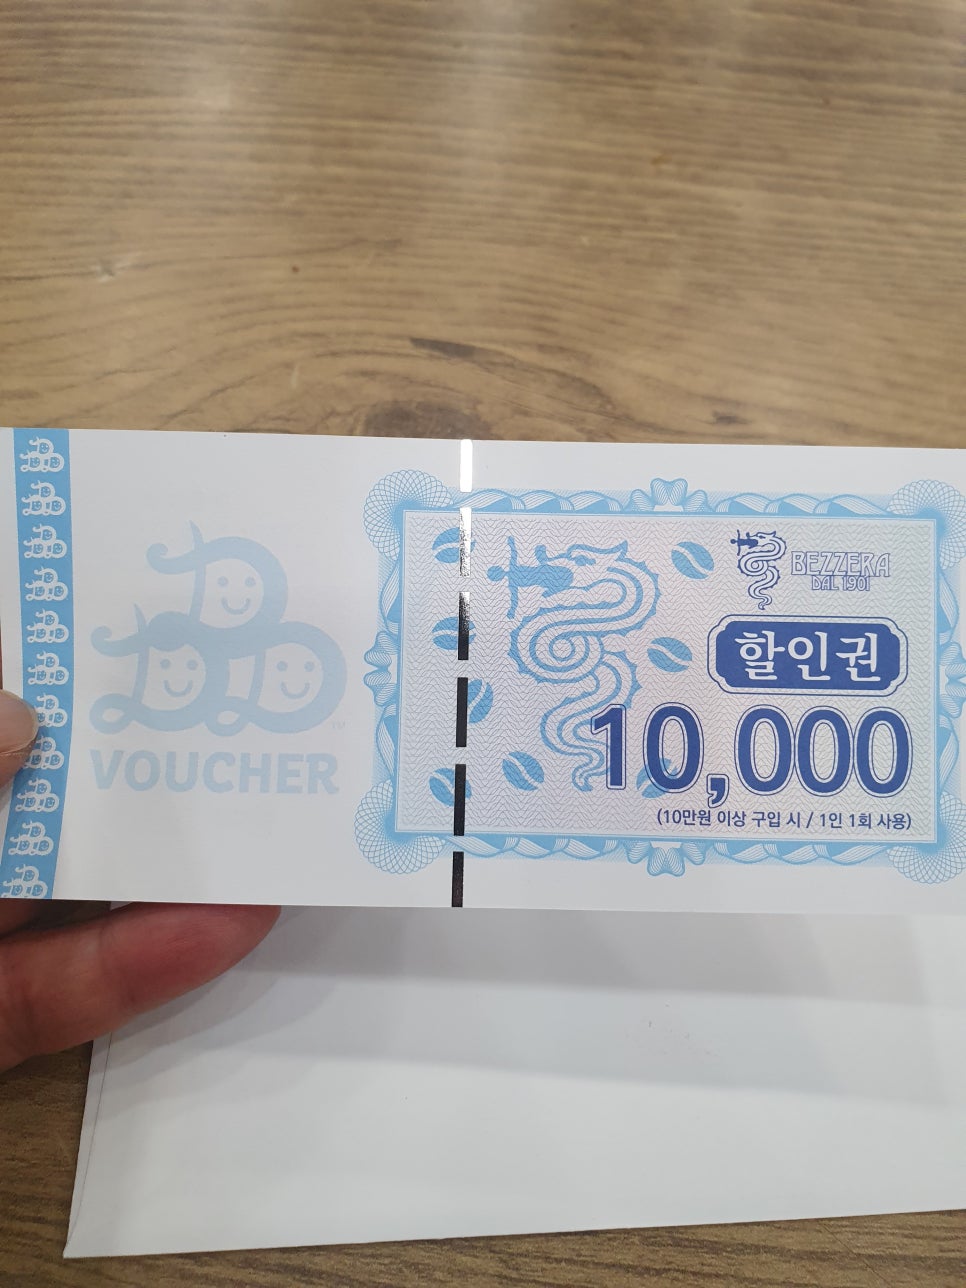 VOUCHER
TM
BEZZERA
DAL 1901
할인권
10,000
(10만원 이상 구입 시 / 1인 1회 사용)